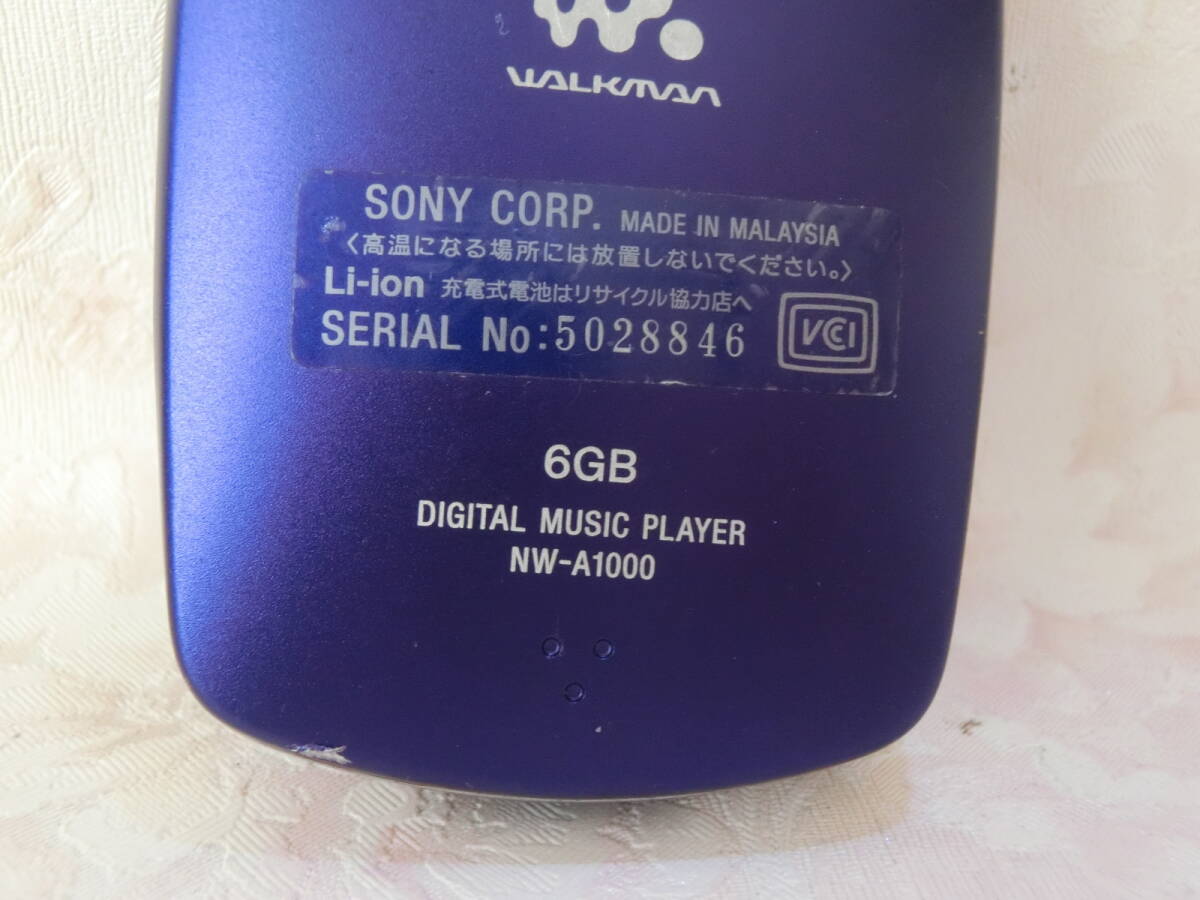 WALKMAN
SONY CORP. MADE IN MALAYSIA
〈高温になる場所には放置しないでください。〉
Li-ion 充電式電池はリサイクル協力店へ
SERIAL No: 5028846
VCCI
6GB
DIGITAL MUSIC PLAYER
NW-A1000